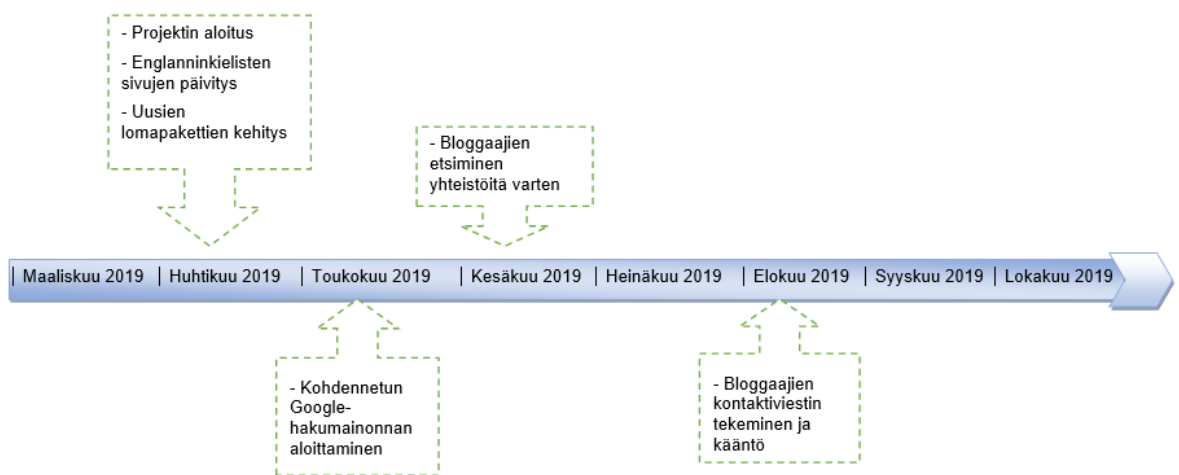 - Projektin aloitus
- Englanninkielisten
sivujen päivitys
- Uusien
lomapakettien kehitys
- Bloggaajien
etsiminen
yhteistöitä varten
| Maaliskuu 2019 | Huhtikuu 2019 | Toukokuu 2019 | Kesäkuu 2019 | Heinäkuu 2019 | Elokuu 2019 | Syyskuu 2019 | Lokakuu 2019
- Kohdennetun
Google-
hakumainonnan
aloittaminen
- Bloggaajien
kontaktiviestin
tekeminen ja
kääntö